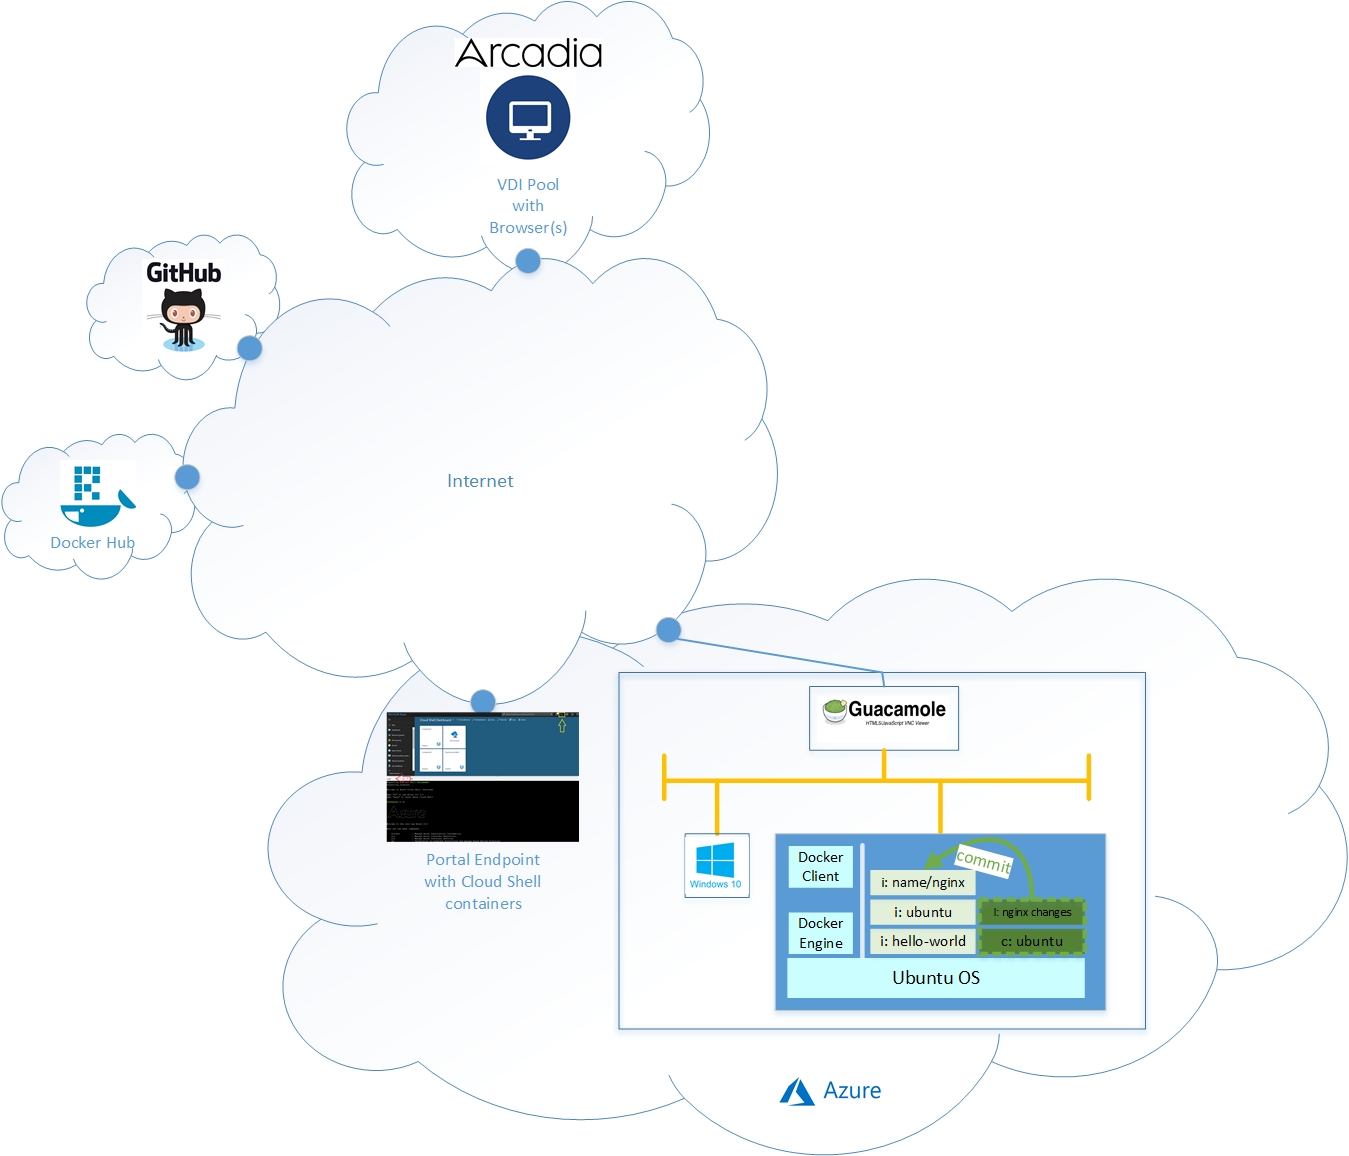 Arcadia
VDI Pool
with
Browser(s)
GitHub
Docker Hub
Internet
Portal Endpoint
with Cloud Shell
containers
Guacamole
HTML5/JavaScript VNC Viewer
Windows 10
Docker
Client
Docker
Engine
commit
i: name/nginx
i: ubuntu
l: nginx changes
i: hello-world
c: ubuntu
Ubuntu OS
Azure